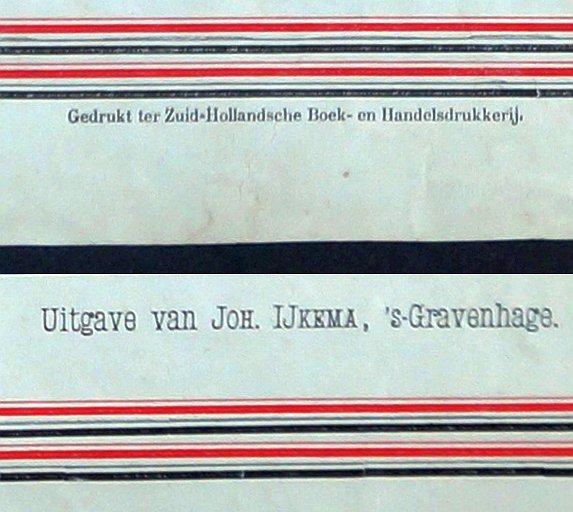 Gedrukt ter Zuid-Hollandsche Boek- en Handelsdrukkerij.
Uitgave van JOH. IJKEMA, 's-Gravenhage.